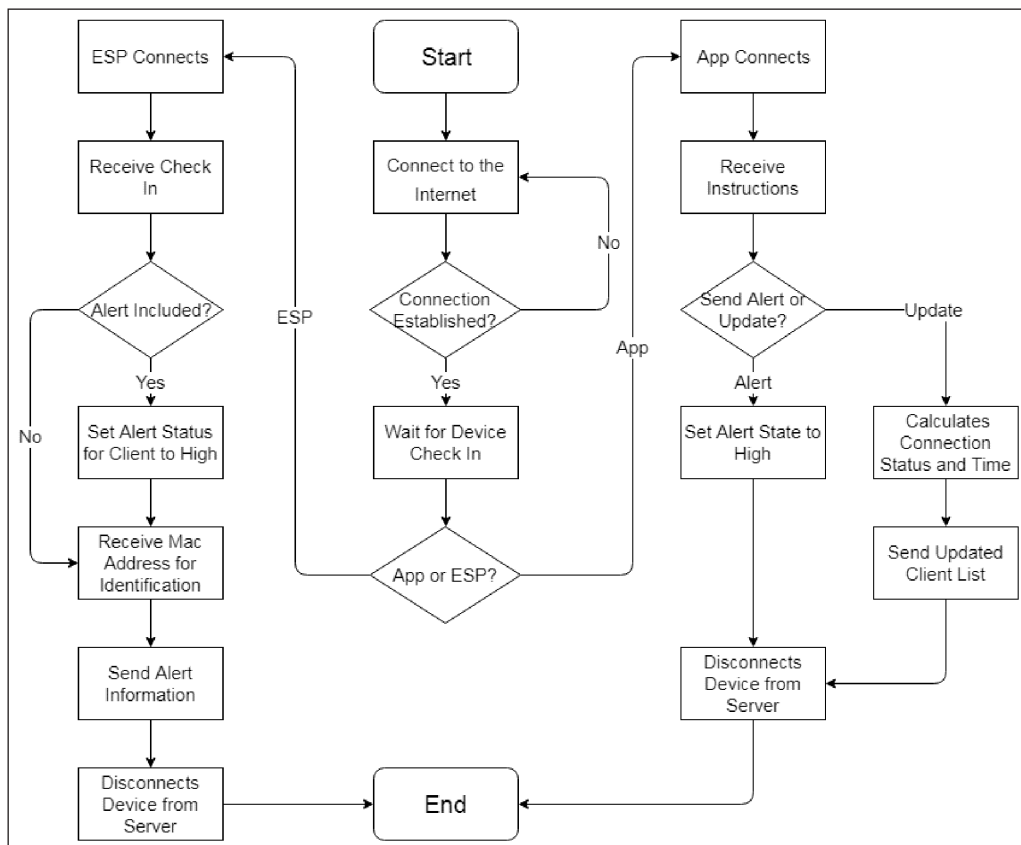 ESP Connects
Start
App Connects
Receive Check
In
Connect to the
Internet
Receive
Instructions
No
Alert Included?
ESP
Connection
Established?
App
Send Alert or
Update?
Update
Yes
Yes
Alert
No
Set Alert Status
for Client to High
Wait for Device
Check In
Set Alert State to
High
Calculates
Connection
Status and Time
Receive Mac
Address for
Identification
App or ESP?
Send Updated
Client List
Send Alert
Information
Disconnects
Device from
Server
Disconnects
Device from
Server
End